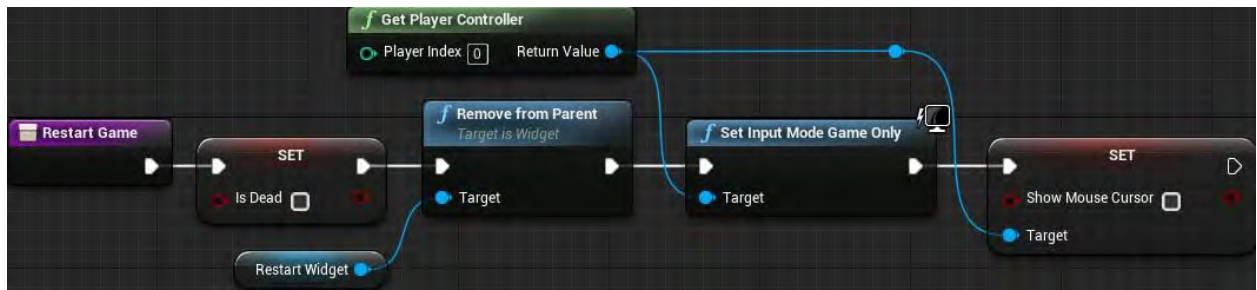 f Get Player Controller
Player Index 0 Return Value
Restart Game
SET
Is Dead
f Remove from Parent
Target is Widget
Target
Restart Widget
f Set Input Mode Game Only
Target
SET
Show Mouse Cursor
Target